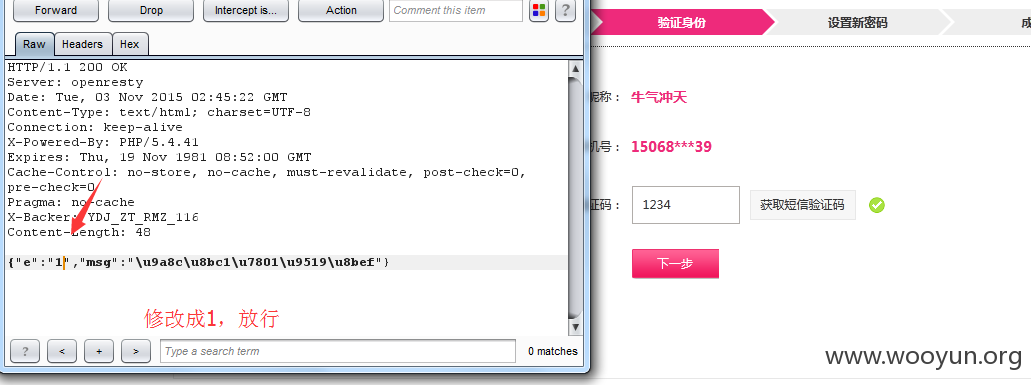 Forward
Drop
Intercept is...
Action
Comment this item
?
Raw
Headers
Hex
HTTP/1.1 200 OK
Server: openresty
Date: Tue, 03 Nov 2015 02:45:22 GMT
Content-Type: text/html; charset=UTF-8
Connection: keep-alive
X-Powered-By: PHP/5.4.41
Expires: Thu, 19 Nov 1981 08:52:00 GMT
Cache-Control: no-store, no-cache, must-revalidate, post-check=0,
pre-check=0
Pragma: no-cache
X-Backer: YDJ_ZT_RMZ_116
Content-Length: 48
{"e":"1","msg":"\u9a8c\u8bc1\u7801\u9519\u8bef"}
修改成1，放行
?
<
+
>
Type a search term
0 matches
验证身份
设置新密码
昵称：
牛气冲天
机号：
15068***39
证码：
1234
获取短信验证码
下一步
www.wooyun.org